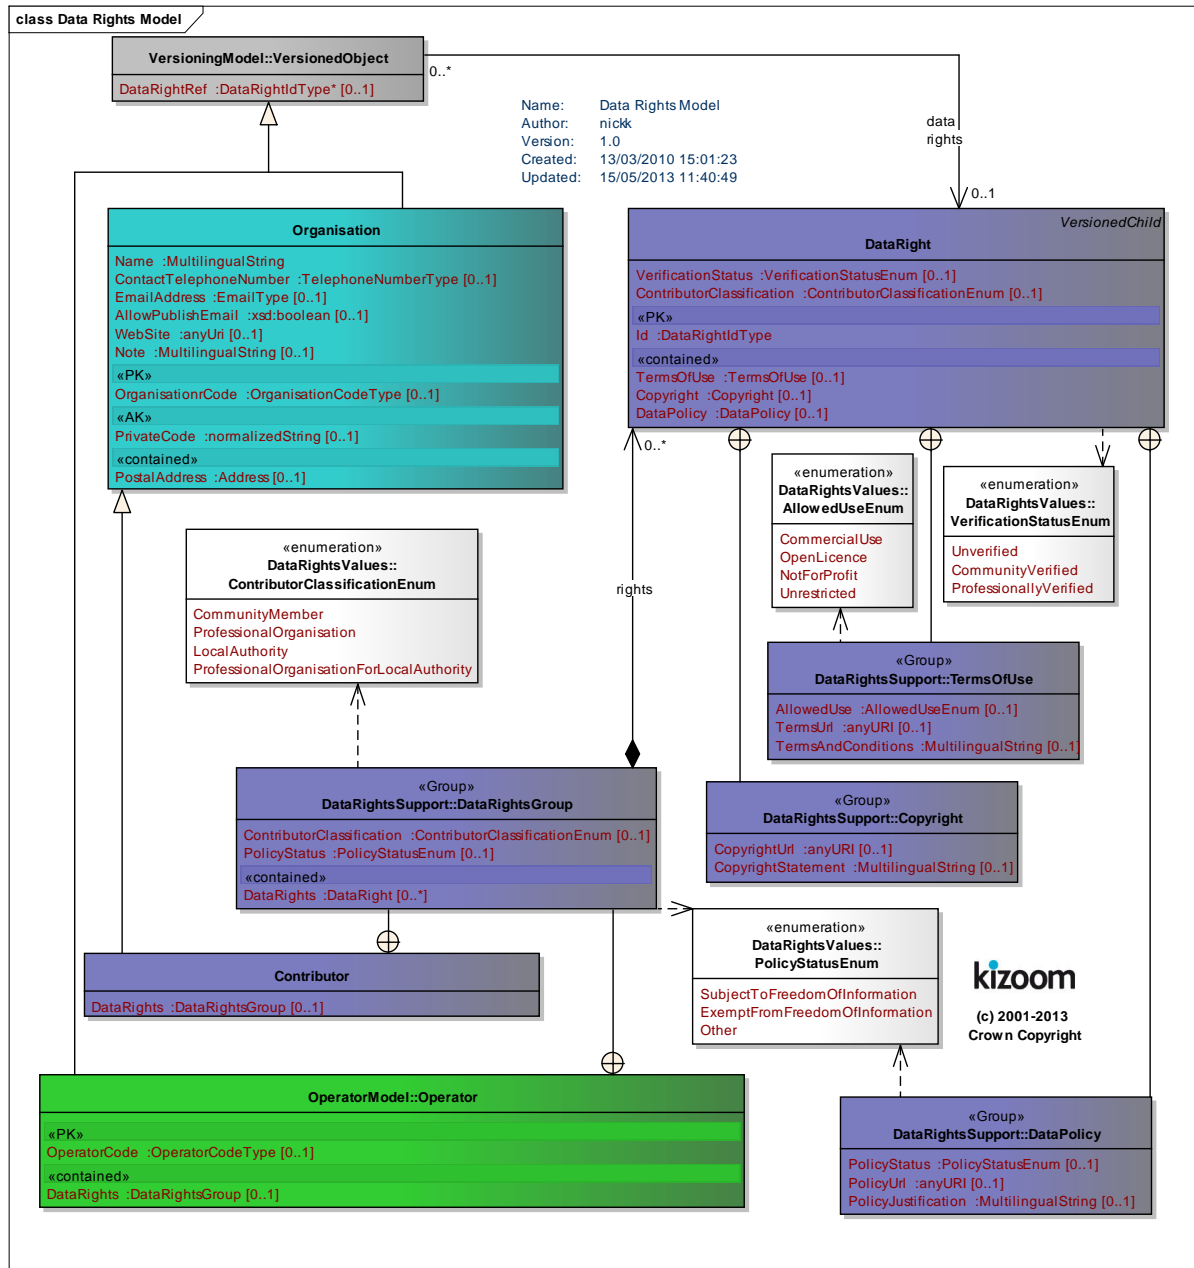 class Data Rights Model
VersioningModel::VersionedObject
DataRightRef :DataRightIdType* [0..1]
0..*
data
rights
0..1
Name: Data Rights Model
Author: nickk
Version: 1.0
Created: 13/03/2010 15:01:23
Updated: 15/05/2013 11:40:49
Organisation
Name :MultilingualString
ContactTelephoneNumber :TelephoneNumberType [0..1]
EmailAddress :EmailType [0..1]
AllowPublishEmail :xsd:boolean [0..1]
WebSite :anyUri [0..1]
Note :MultilingualString [0..1]
«PK»
OrganisationrCode :OrganisationCodeType [0..1]
«AK»
PrivateCode :normalizedString [0..1]
«contained»
PostalAddress :Address [0..1]
VersionedChild
DataRight
VerificationStatus :VerificationStatusEnum [0..1]
ContributorClassification :ContributorClassificationEnum [0..1]
«PK»
Id :DataRightIdType
«contained»
TermsOfUse :TermsOfUse [0..1]
Copyright :Copyright [0..1]
DataPolicy :DataPolicy [0..1]
0..*
rights
«enumeration»
DataRightsValues::
AllowedUseEnum
CommercialUse
OpenLicence
NotForProfit
Unrestricted
«enumeration»
DataRightsValues::
VerificationStatusEnum
Unverified
CommunityVerified
ProfessionallyVerified
«enumeration»
DataRightsValues::
ContributorClassificationEnum
CommunityMember
ProfessionalOrganisation
LocalAuthority
ProfessionalOrganisationForLocalAuthority
«Group»
DataRightsSupport::TermsOfUse
AllowedUse :AllowedUseEnum [0..1]
TermsUrl :anyURI [0..1]
TermsAndConditions :MultilingualString [0..1]
«Group»
DataRightsSupport::DataRightsGroup
ContributorClassification :ContributorClassificationEnum [0..1]
PolicyStatus :PolicyStatusEnum [0..1]
«contained»
DataRights :DataRight [0..*]
«Group»
DataRightsSupport::Copyright
CopyrightUrl :anyURI [0..1]
CopyrightStatement :MultilingualString [0..1]
«enumeration»
DataRightsValues::
PolicyStatusEnum
SubjectToFreedomOfInformation
ExemptFromFreedomOfInformation
Other
kizoom
(c) 2001-2013
Crown Copyright
Contributor
DataRights :DataRightsGroup [0..1]
OperatorModel::Operator
«PK»
OperatorCode :OperatorCodeType [0..1]
«contained»
DataRights :DataRightsGroup [0..1]
«Group»
DataRightsSupport::DataPolicy
PolicyStatus :PolicyStatusEnum [0..1]
PolicyUrl :anyURI [0..1]
PolicyJustification :MultilingualString [0..1]